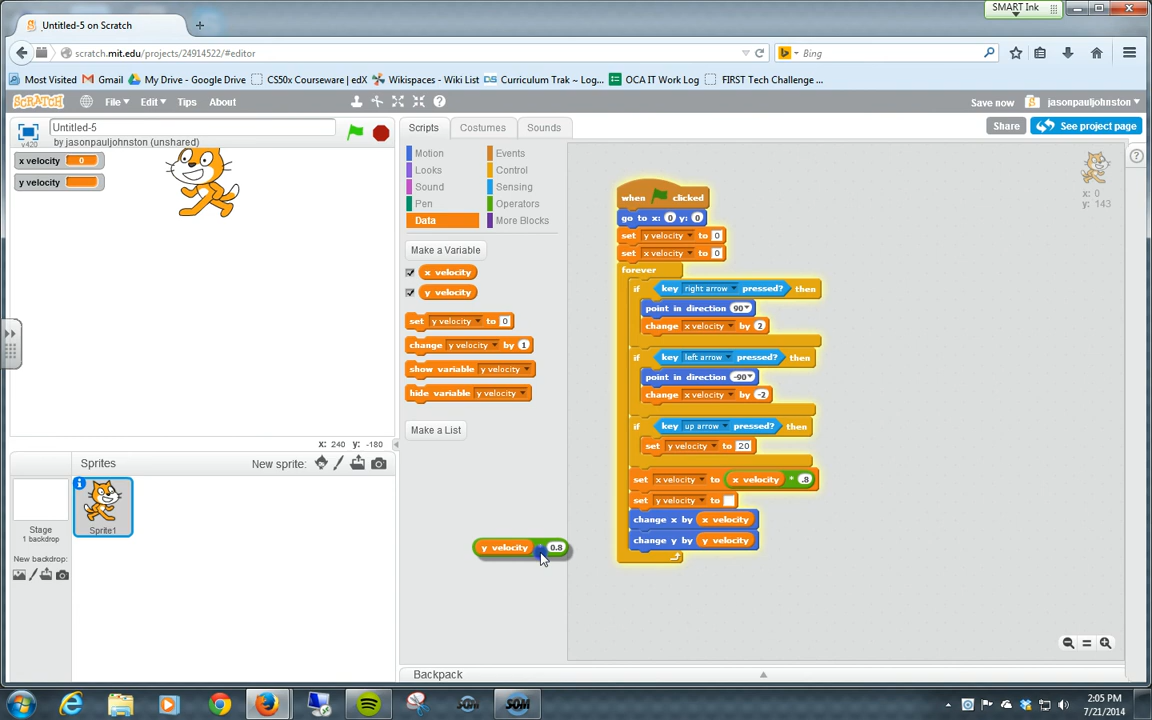 SMART Ink
Untitled-5 on Scratch
scratch.mit.edu/projects/24914522/#editor
Bing
Most Visited Gmail My Drive - Google Drive CS50x Courseware | edX Wikispaces - Wiki List Curriculum Trak ~ Log... OCA IT Work Log FIRST Tech Challenge ...
SCRATCH File Edit Tips About Save now jasonpauljohnston
Untitled-5
by jasonpauljohnston (unshared)
v420
Scripts Costumes Sounds
Share See project page
x velocity 0
y velocity
Motion Events
Looks Control
Sound Sensing
Pen Operators
Data More Blocks
Make a Variable
x velocity
y velocity
set y velocity to 0
change y velocity by 1
show variable y velocity
hide variable y velocity
Make a List
x: 0
y: 143
when clicked
go to x: 0 y: 0
set y velocity to 0
set x velocity to 0
forever
if key right arrow pressed? then
point in direction 90
change x velocity by 2
if key left arrow pressed? then
point in direction -90
change x velocity by -2
if key up arrow pressed? then
set y velocity to 20
set x velocity to x velocity * .8
set y velocity to
change x by x velocity
change y by y velocity
y velocity 0.8
x: 240 y: -180
Sprites New sprite:
Stage
1 backdrop
New backdrop:
Sprite1
Backpack
SOM
SOM
2:05 PM
7/21/2014